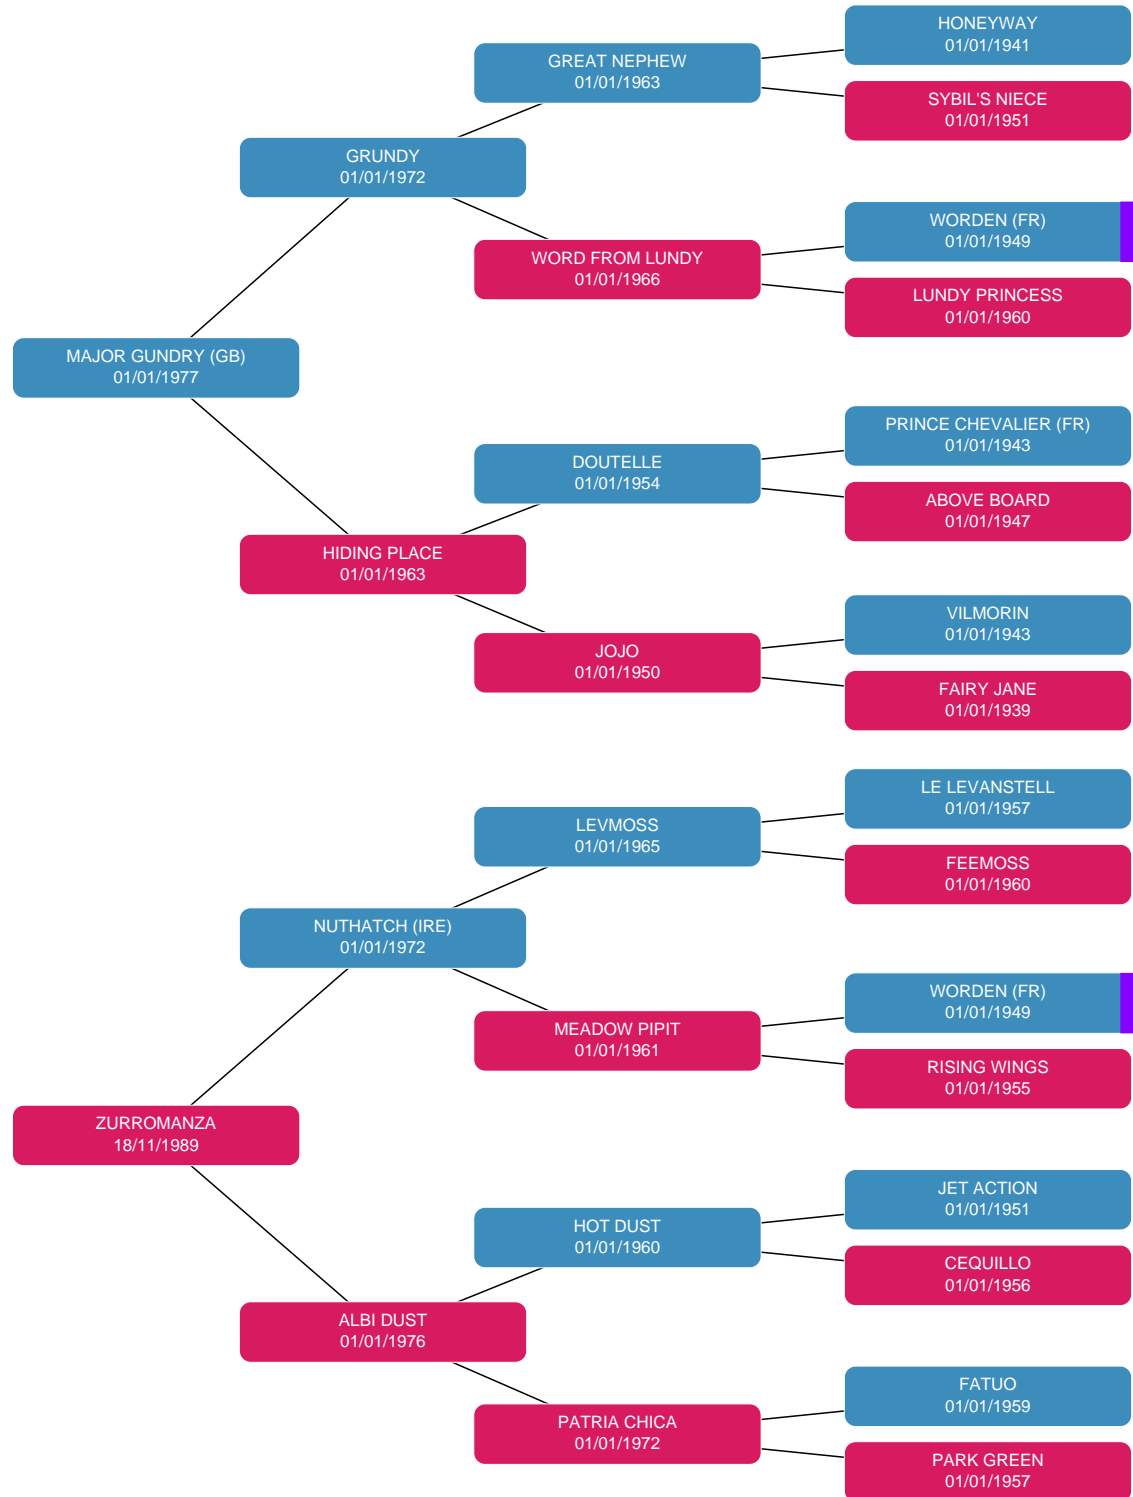 HONEYWAY
01/01/1941
GREAT NEPHEW
01/01/1963
SYBIL'S NIECE
01/01/1951
GRUNDY
01/01/1972
WORDEN (FR)
01/01/1949
WORD FROM LUNDY
01/01/1966
LUNDY PRINCESS
01/01/1960
MAJOR GUNDRY (GB)
01/01/1977
PRINCE CHEVALIER (FR)
01/01/1943
DOUTELLE
01/01/1954
ABOVE BOARD
01/01/1947
HIDING PLACE
01/01/1963
VILMORIN
01/01/1943
JOJO
01/01/1950
FAIRY JANE
01/01/1939
LE LEVANSTELL
01/01/1957
LEVMOSS
01/01/1965
FEEMOSS
01/01/1960
NUTHATCH (IRE)
01/01/1972
WORDEN (FR)
01/01/1949
MEADOW PIPIT
01/01/1961
RISING WINGS
01/01/1955
ZURROMANZA
18/11/1989
JET ACTION
01/01/1951
HOT DUST
01/01/1960
CEQUILLO
01/01/1956
ALBI DUST
01/01/1976
FATUO
01/01/1959
PATRIA CHICA
01/01/1972
PARK GREEN
01/01/1957